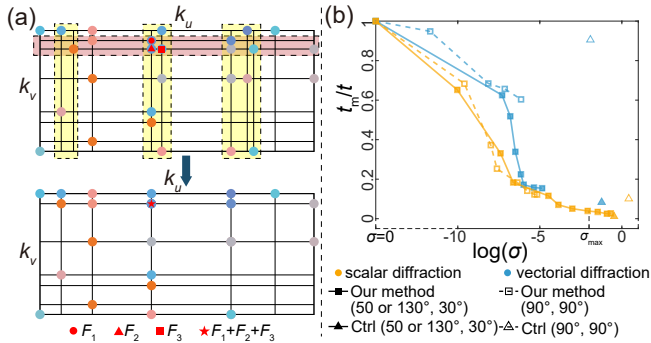 (a)
k_u
k_v
k_u
k_v
F_1 F_2 F_3 F_1+F_2+F_3
(b)
t_m/t
1
0.8
0.6
0.4
0.2
0
σ=0 -10 -5 σ_max 0
log(σ)
scalar diffraction vectorial diffraction
Our method Our method
(50 or 130°, 30°) (90°, 90°)
Ctrl (50 or 130°, 30°) Ctrl (90°, 90°)